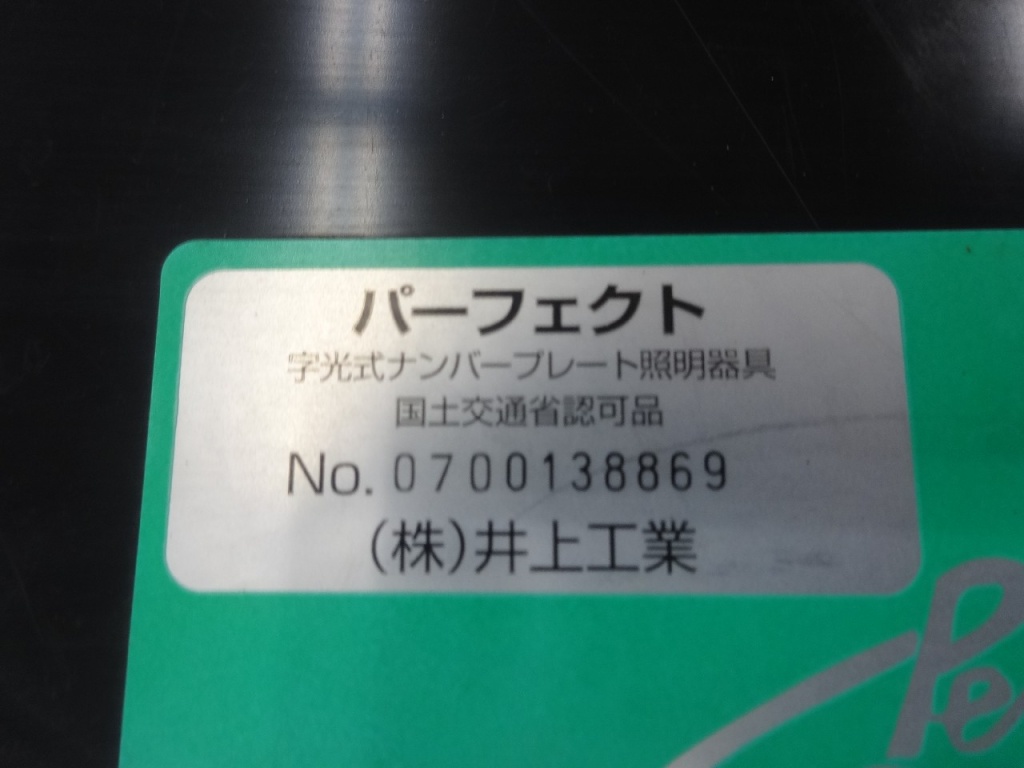 パーフェクト
字光式ナンバープレート照明器具
国土交通省認可品
No.0700138869
(株)井上工業
Pe